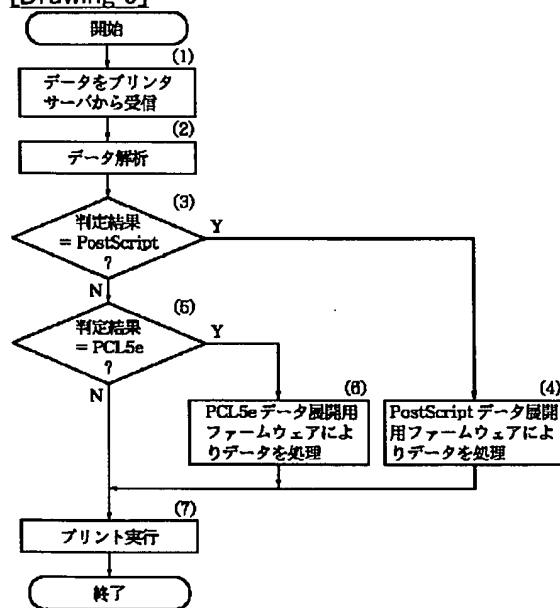 開始
(1)
データをプリンタ
サーバから受信
(2)
データ解析
(3)
判定結果
= PostScript
?
Y
N
(5)
判定結果
= PCL5e
?
Y
N
(6)
PCL5eデータ展開用
ファームウェアによ
りデータを処理
(4)
PostScriptデータ展開
用ファームウェアによ
りデータを処理
(7)
プリント実行
終了